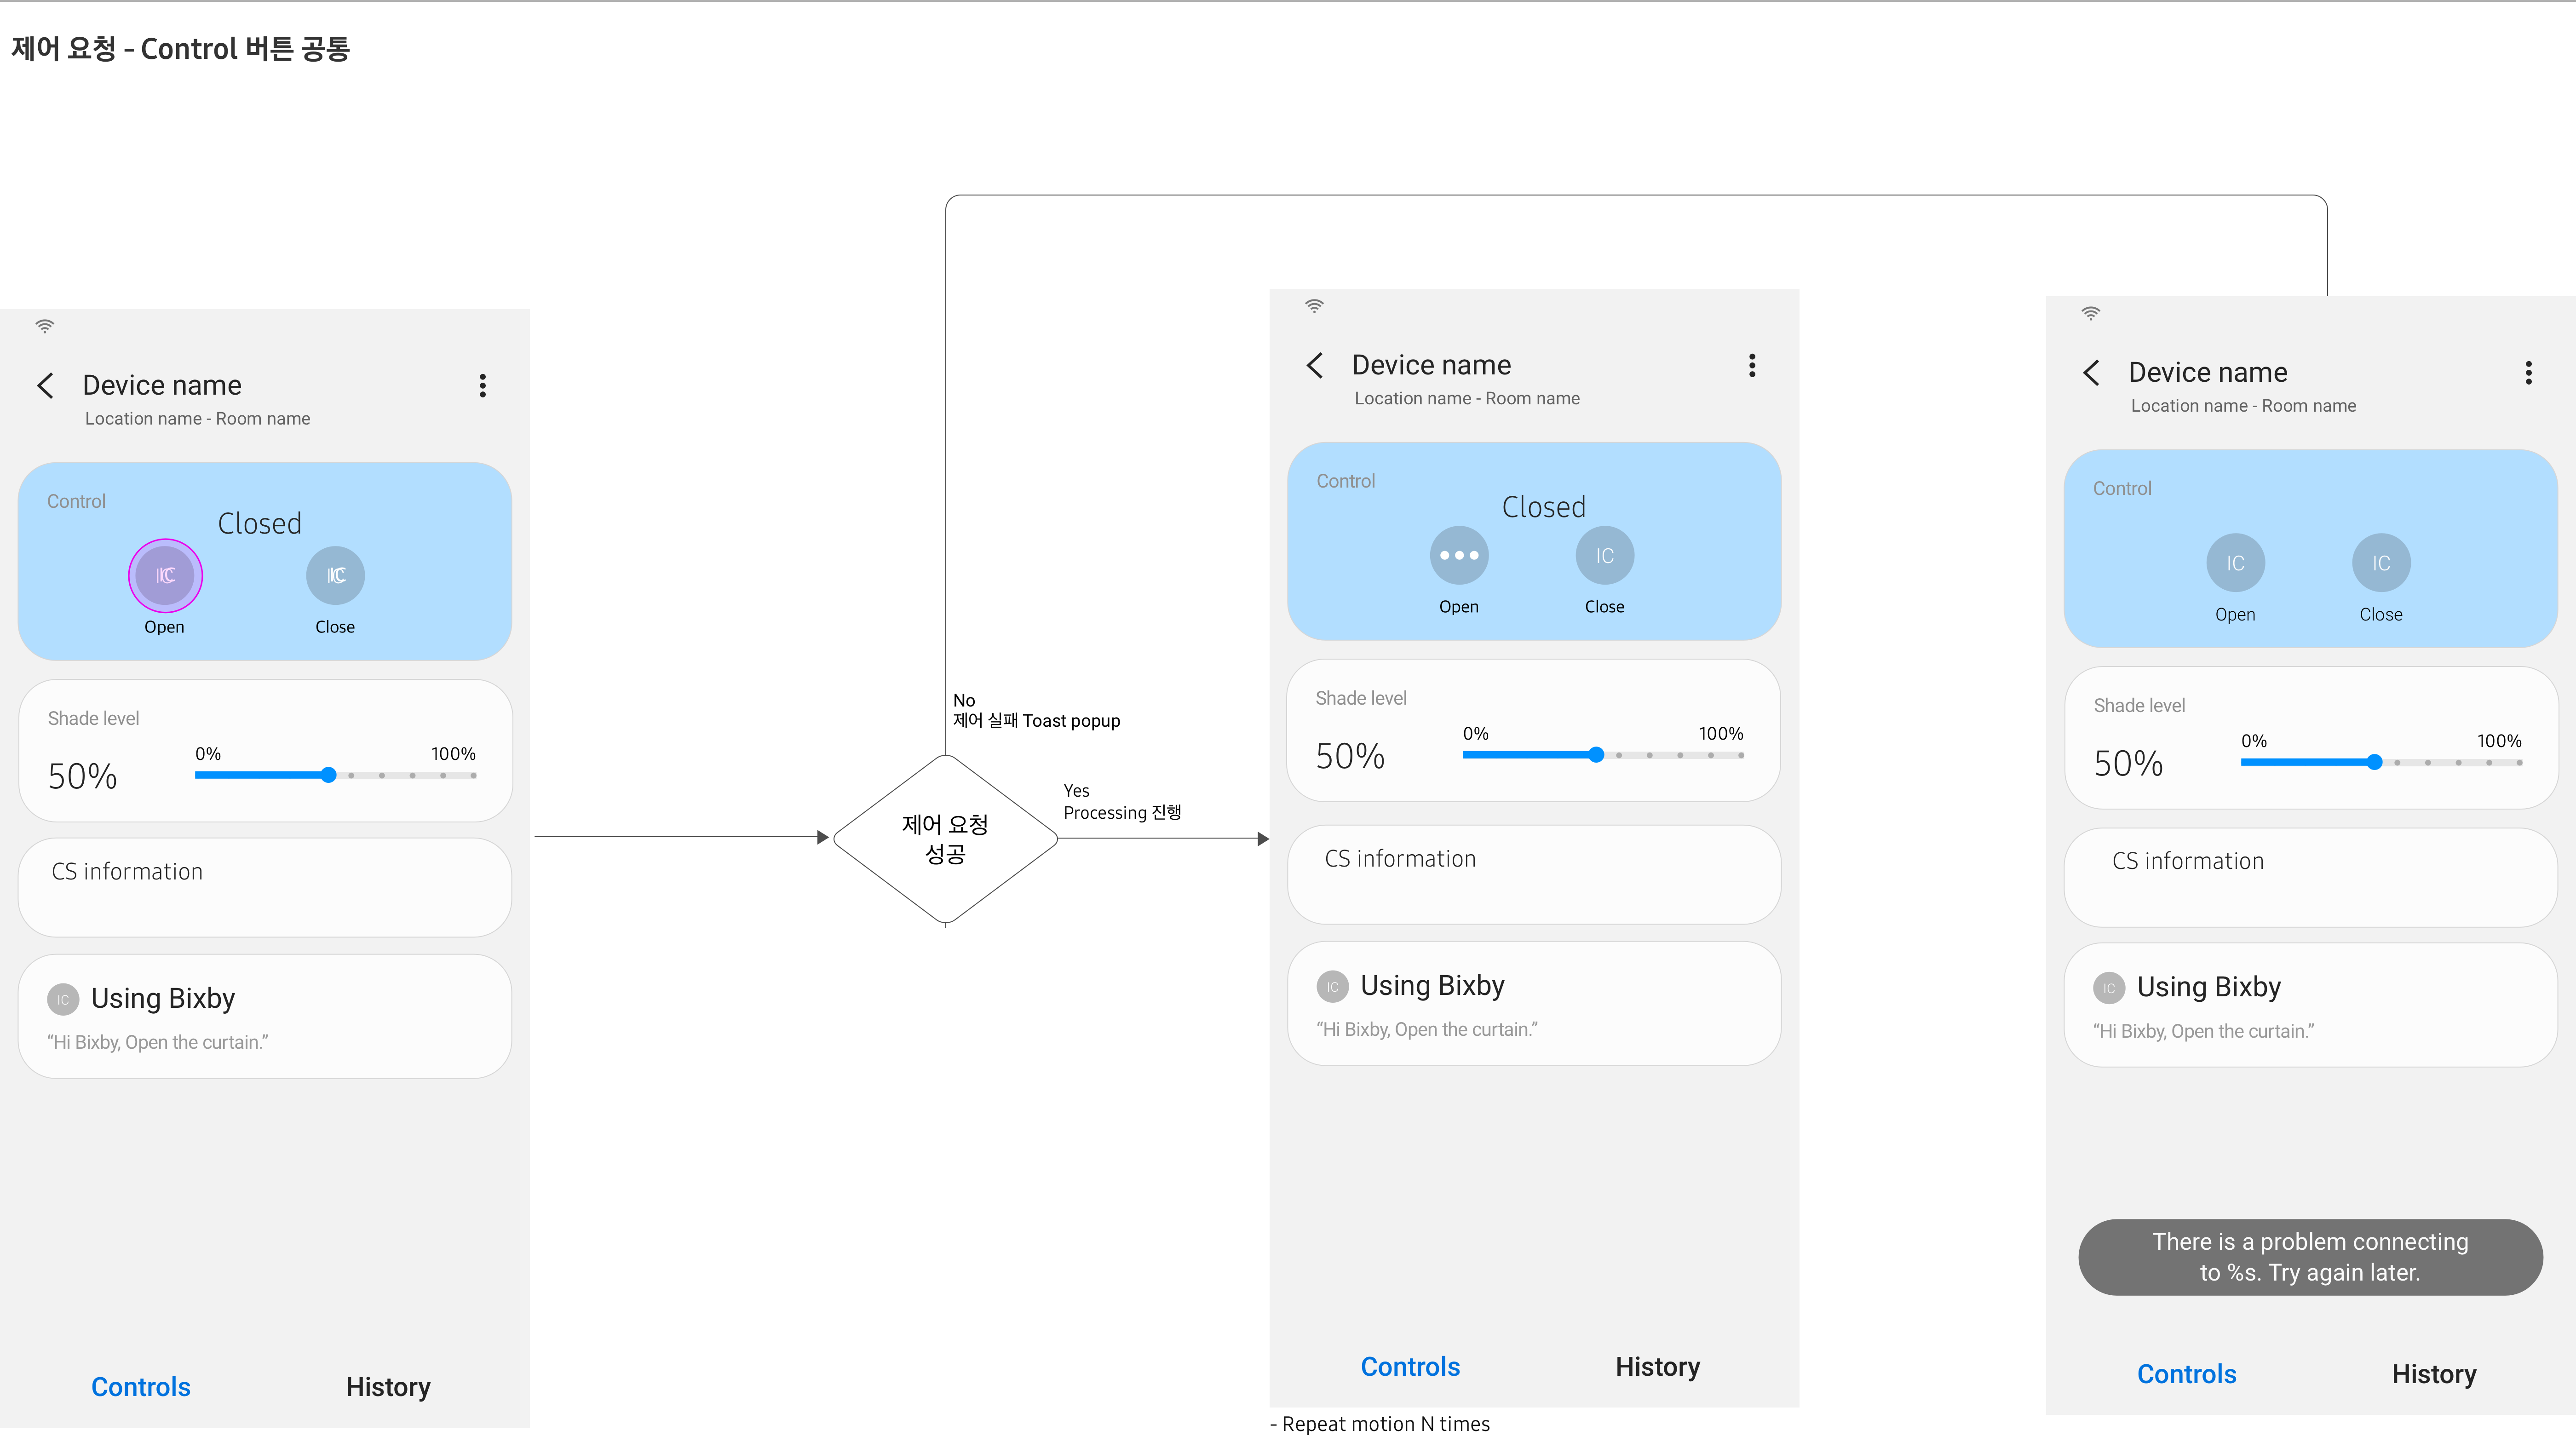 제어 요청 – Control 버튼 공통
Device name
Location name - Room name
Control
Closed
IC
IC
Open
Close
Shade level
0%
100%
50%
CS information
IC
Using Bixby
“Hi Bixby, Open the curtain.”
Controls
History
No
제어 실패 Toast popup
제어 요청
성공
Yes
Processing 진행
Device name
Location name - Room name
Control
Closed
IC
Open
Close
Shade level
0%
100%
50%
CS information
IC
Using Bixby
“Hi Bixby, Open the curtain.”
Controls
History
- Repeat motion N times
Device name
Location name - Room name
Control
IC
IC
Open
Close
Shade level
0%
100%
50%
CS information
IC
Using Bixby
“Hi Bixby, Open the curtain.”
There is a problem connecting
to %s. Try again later.
Controls
History